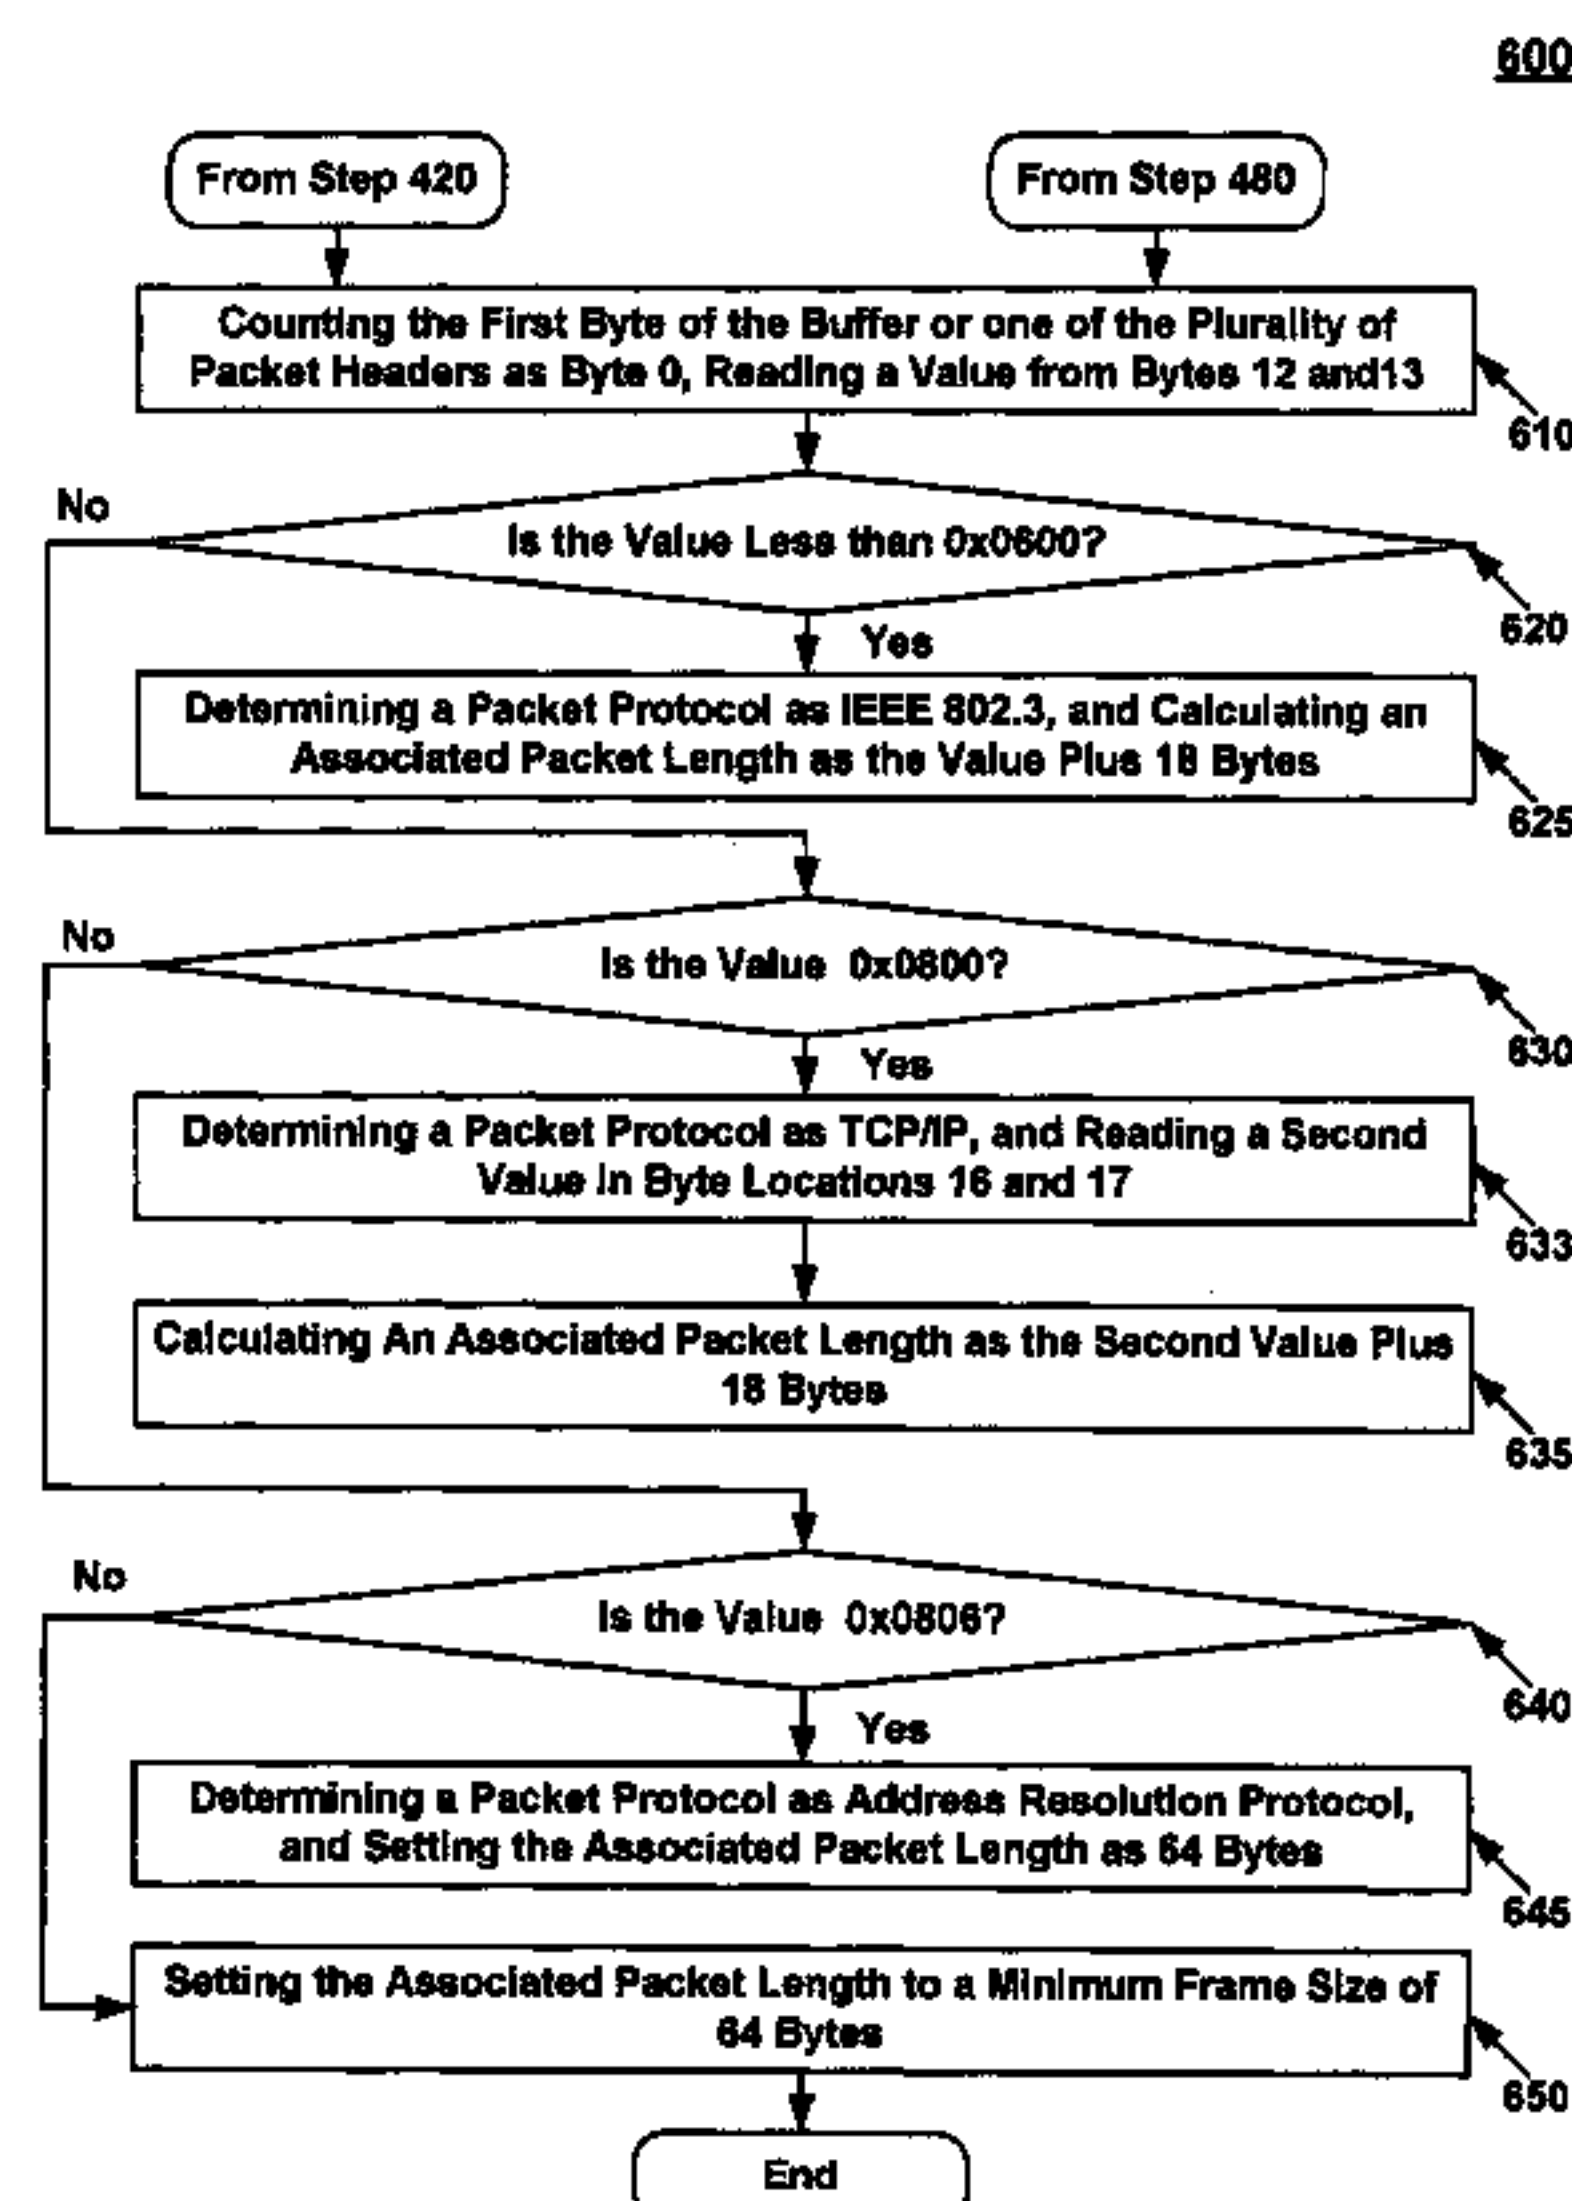 600
From Step 420
From Step 480
Counting the First Byte of the Buffer or one of the Plurality of
Packet Headers as Byte 0, Reading a Value from Bytes 12 and13
610
No
Is the Value Less than 0x0600?
620
Yes
Determining a Packet Protocol as IEEE 802.3, and Calculating an
Associated Packet Length as the Value Plus 18 Bytes
625
No
Is the Value 0x0800?
630
Yes
Determining a Packet Protocol as TCP/IP, and Reading a Second
Value In Byte Locations 16 and 17
633
Calculating An Associated Packet Length as the Second Value Plus
18 Bytes
635
No
Is the Value 0x0806?
640
Yes
Determining a Packet Protocol as Address Resolution Protocol,
and Setting the Associated Packet Length as 64 Bytes
645
Setting the Associated Packet Length to a Minimum Frame Size of
64 Bytes
650
End